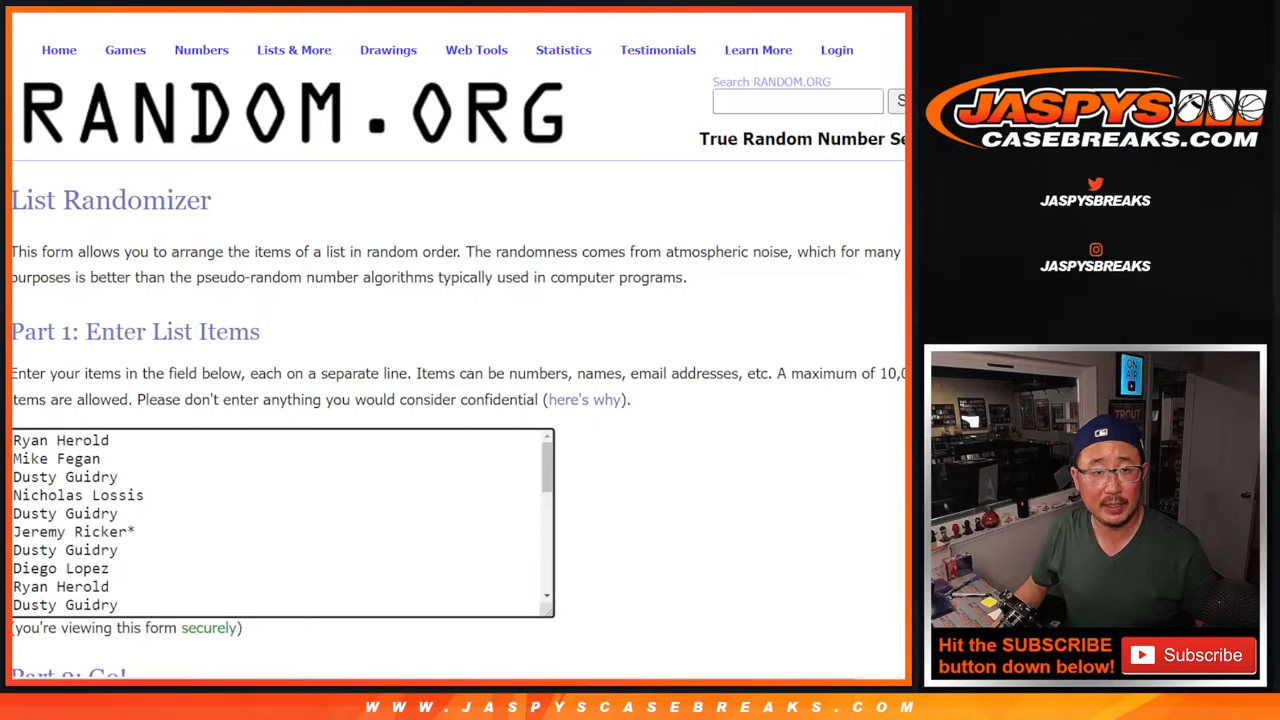 Home Games Numbers Lists & More Drawings Web Tools Statistics Testimonials Learn More Login
RANDOM.ORG
Search RANDOM.ORG
S
True Random Number Se
List Randomizer
This form allows you to arrange the items of a list in random order. The randomness comes from atmospheric noise, which for many
purposes is better than the pseudo-random number algorithms typically used in computer programs.
Part 1: Enter List Items
Enter your items in the field below, each on a separate line. Items can be numbers, names, email addresses, etc. A maximum of 10,0
tems are allowed. Please don't enter anything you would consider confidential (here's why).
Ryan Herold
Mike Fegan
Dusty Guidry
Nicholas Lossis
Dusty Guidry
Jeremy Ricker*
Dusty Guidry
Diego Lopez
Ryan Herold
Dusty Guidry
(you're viewing this form securely)
Part 2: Go!
JASPYS
CASEBREAKS.COM
JASPYSBREAKS
JASPYSBREAKS
ON
AIR
TROUT
Hit the SUBSCRIBE
button down below!
Subscribe
WWW.JASPYSCASEBREAKS.COM